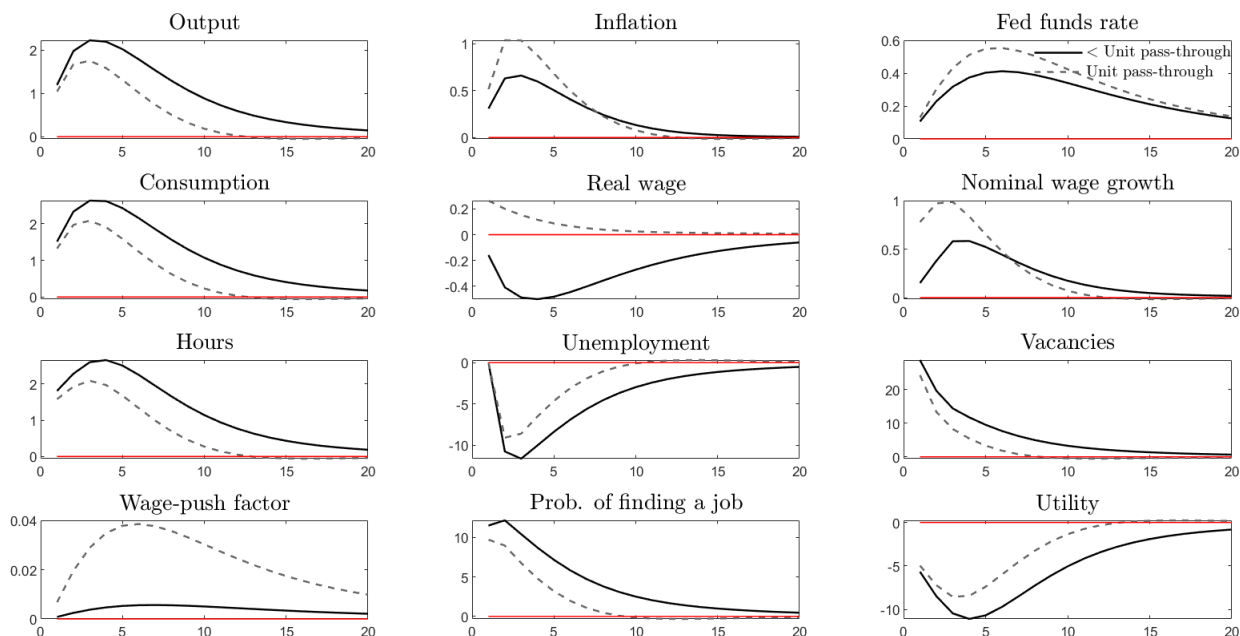 Output
Inflation
Fed funds rate
2
1
0
0 5 10 15 20
1
0.5
0
0 5 10 15 20
0.6
0.4
0.2
0
0 5 10 15 20
< Unit pass-through
Unit pass-through
Consumption
Real wage
Nominal wage growth
2
1
0
0 5 10 15 20
0.2
0
-0.2
-0.4
0 5 10 15 20
1
0.5
0
0 5 10 15 20
Hours
Unemployment
Vacancies
2
1
0
0 5 10 15 20
0
-5
-10
0 5 10 15 20
20
10
0
0 5 10 15 20
Wage-push factor
Prob. of finding a job
Utility
0.04
0.02
0
0 5 10 15 20
10
5
0
0 5 10 15 20
0
-5
-10
0 5 10 15 20